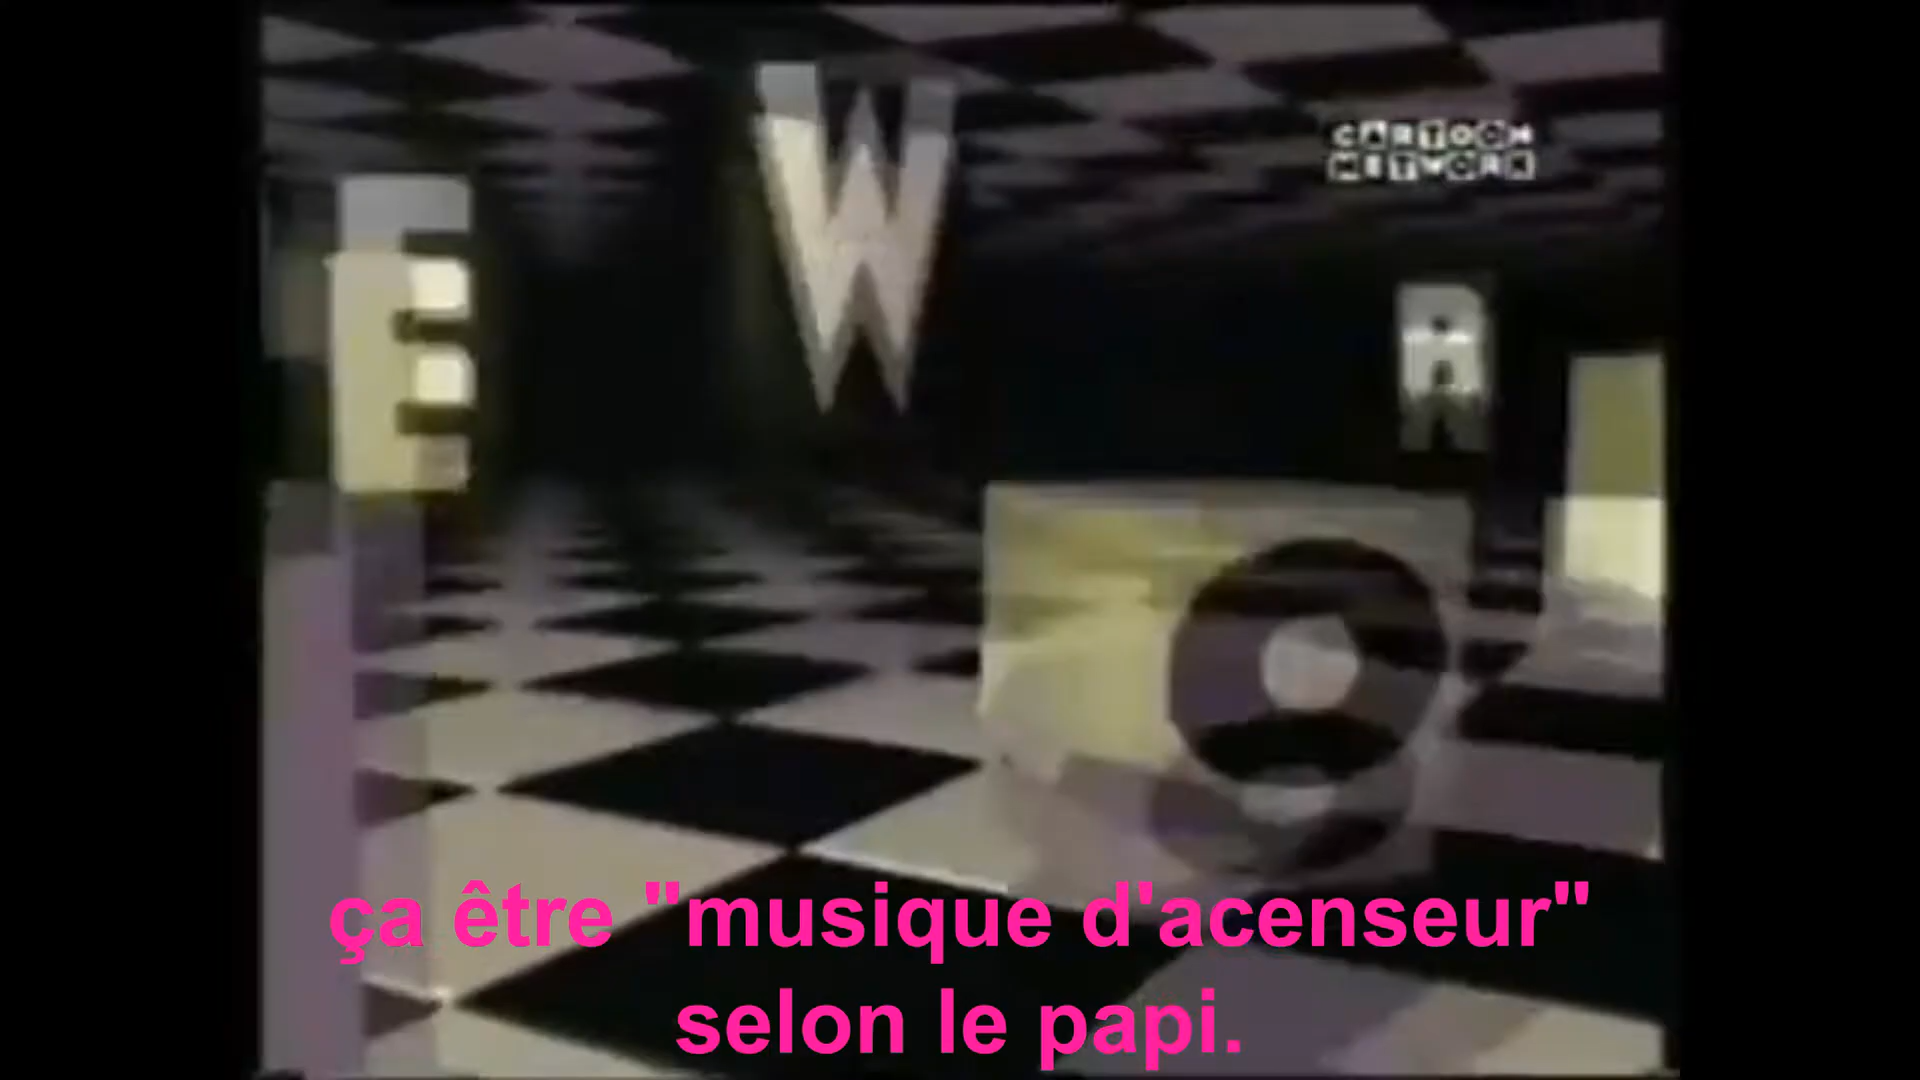 E
W
R
CARTOON
NETWORK
ça être "musique d'acenseur"
selon le papi.